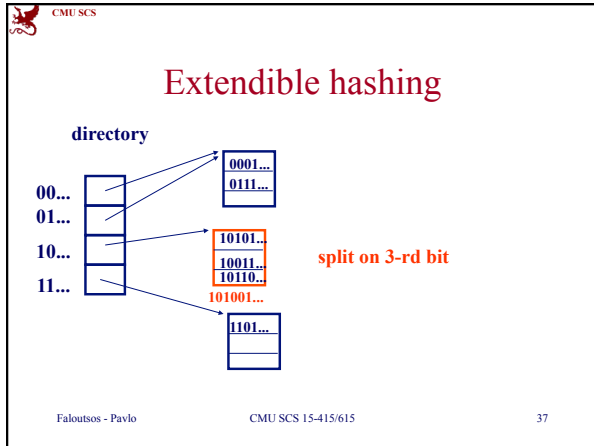 CMU SCS
Extendible hashing
directory
00...
01...
10...
11...
0001...
0111...
10101...
10011...
10110...
101001...
split on 3-rd bit
1101...
Faloutsos - Pavlo
CMU SCS 15-415/615
37